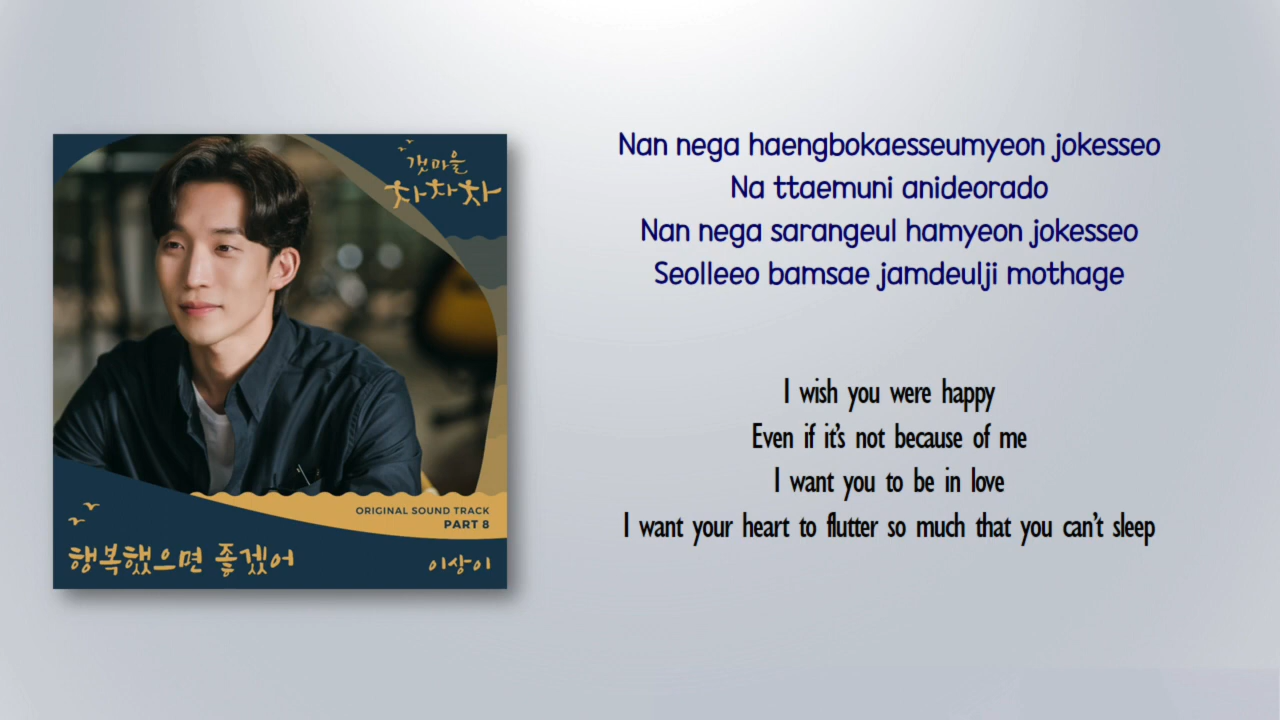 갯마을
차차차
ORIGINAL SOUND TRACK
PART 8
행복했으면 좋겠어
이상이
Nan nega haengbokaesseumyeon jokesseo
Na ttaemuni anideorado
Nan nega sarangeul hamyeon jokesseo
Seolleeo bamsae jamdeulji mothage
I wish you were happy
Even if it's not because of me
I want you to be in love
I want your heart to flutter so much that you can't sleep